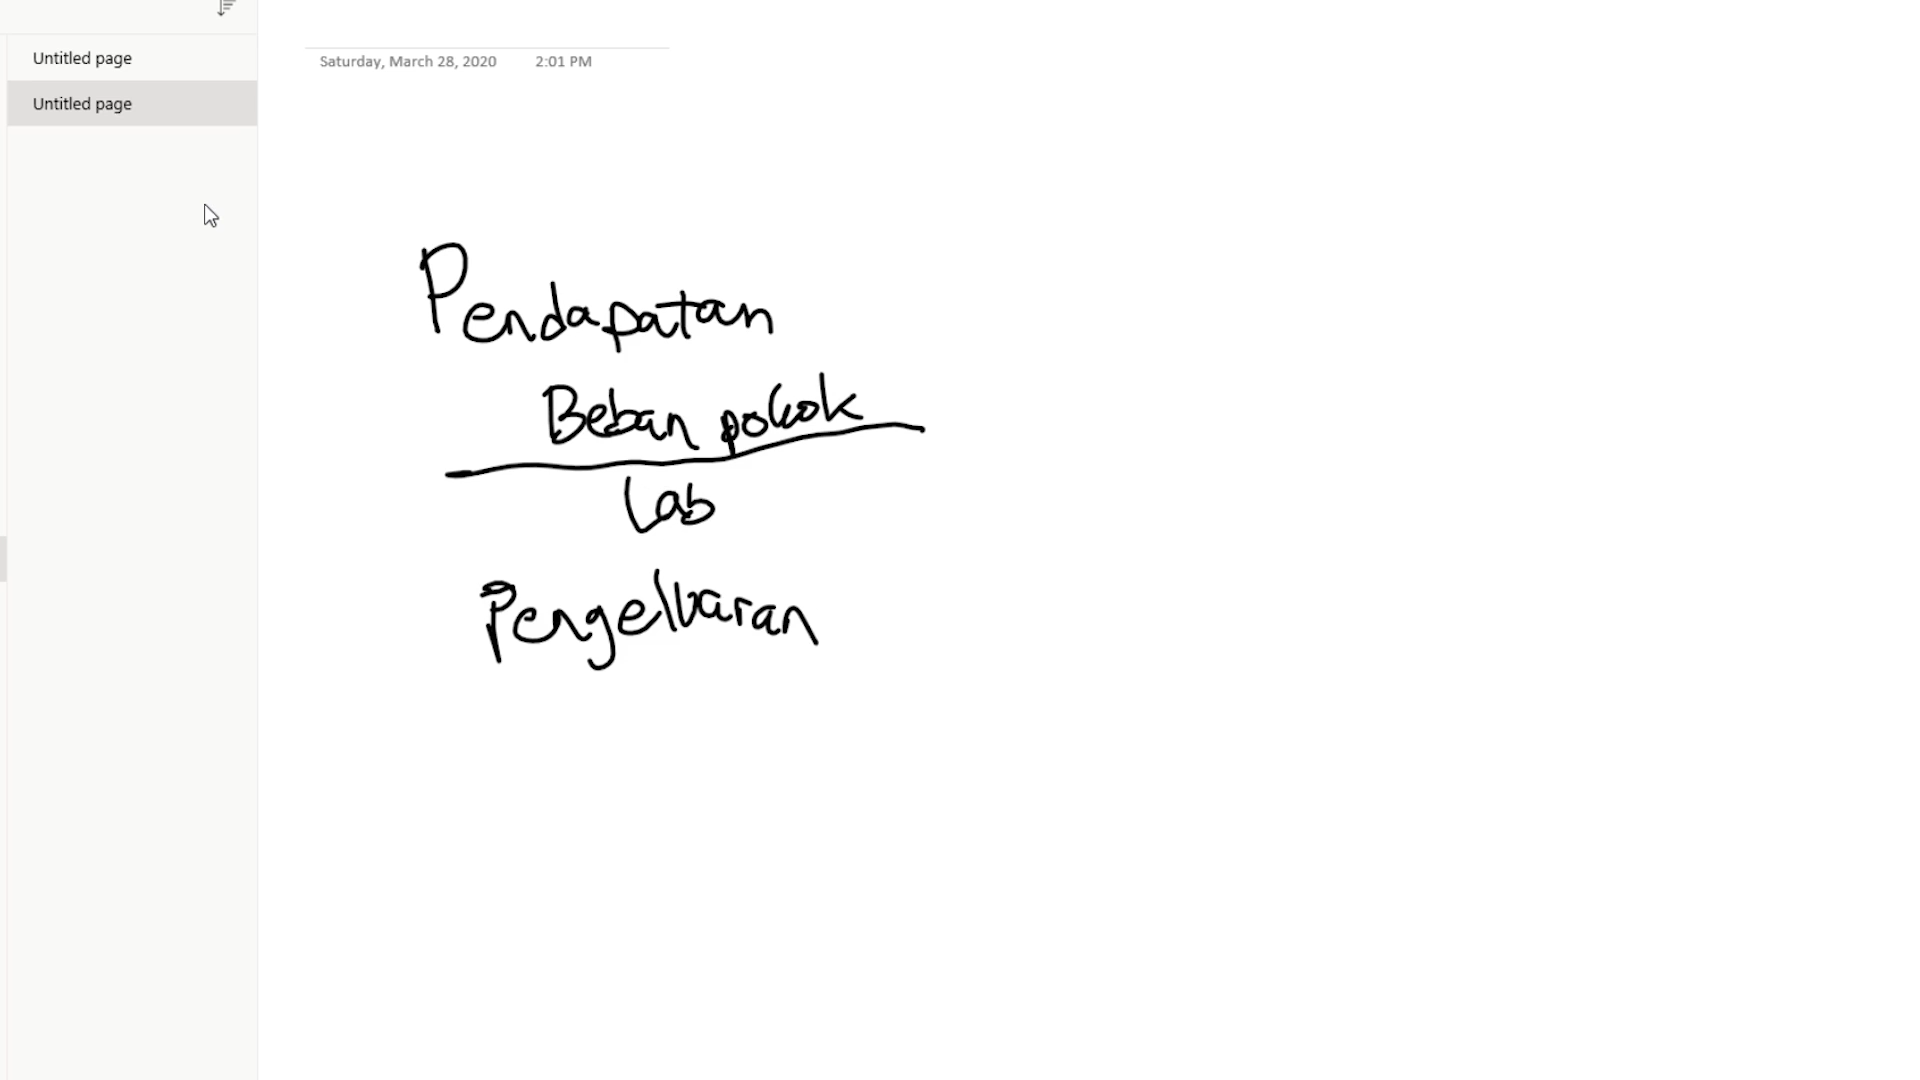 Untitled page
Untitled page
Saturday, March 28, 2020 2:01 PM
Pendapatan
Beban pokok
Lab
Pengeluaran